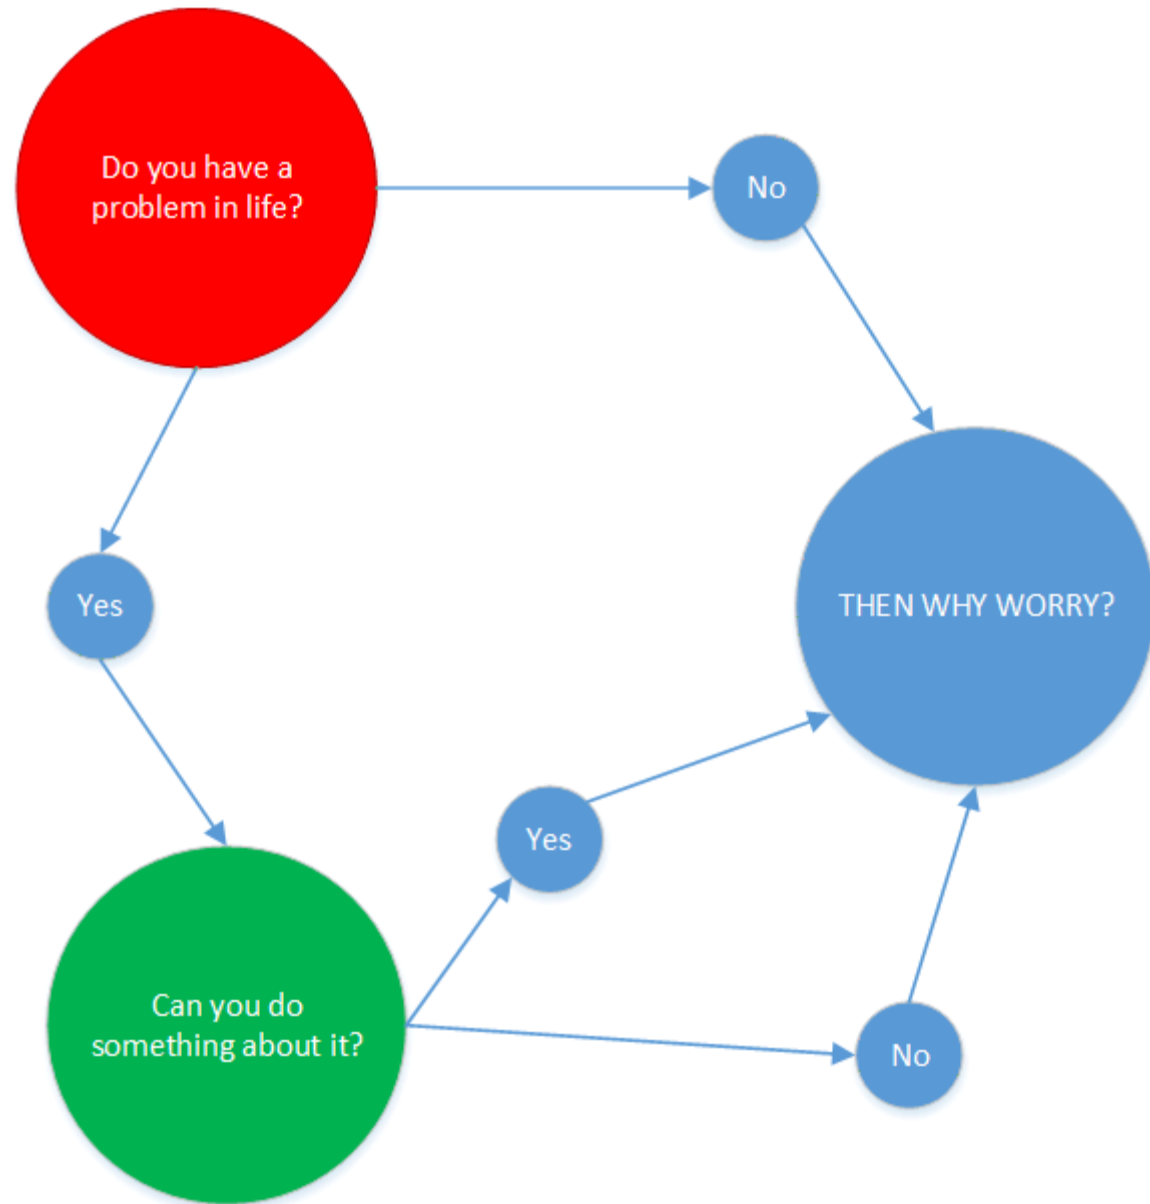 Do you have a
problem in life?
No
Yes
THEN WHY WORRY?
Yes
Can you do
something about it?
No